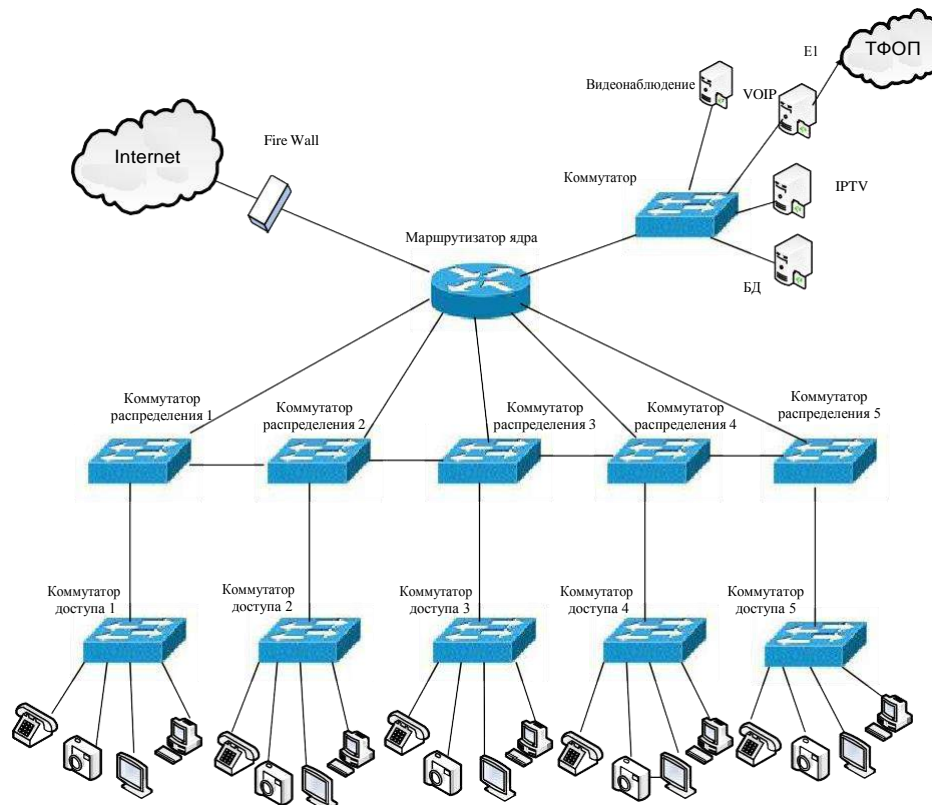 E1
ТФОП
Видеонаблюдение
VOIP
Fire Wall
Internet
Коммутатор
IPTV
Маршрутизатор ядра
БД
Коммутатор
распределения 1
Коммутатор
распределения 2
Коммутатор
распределения 3
Коммутатор
распределения 4
Коммутатор
распределения 5
Коммутатор
доступа 1
Коммутатор
доступа 2
Коммутатор
доступа 3
Коммутатор
доступа 4
Коммутатор
доступа 5